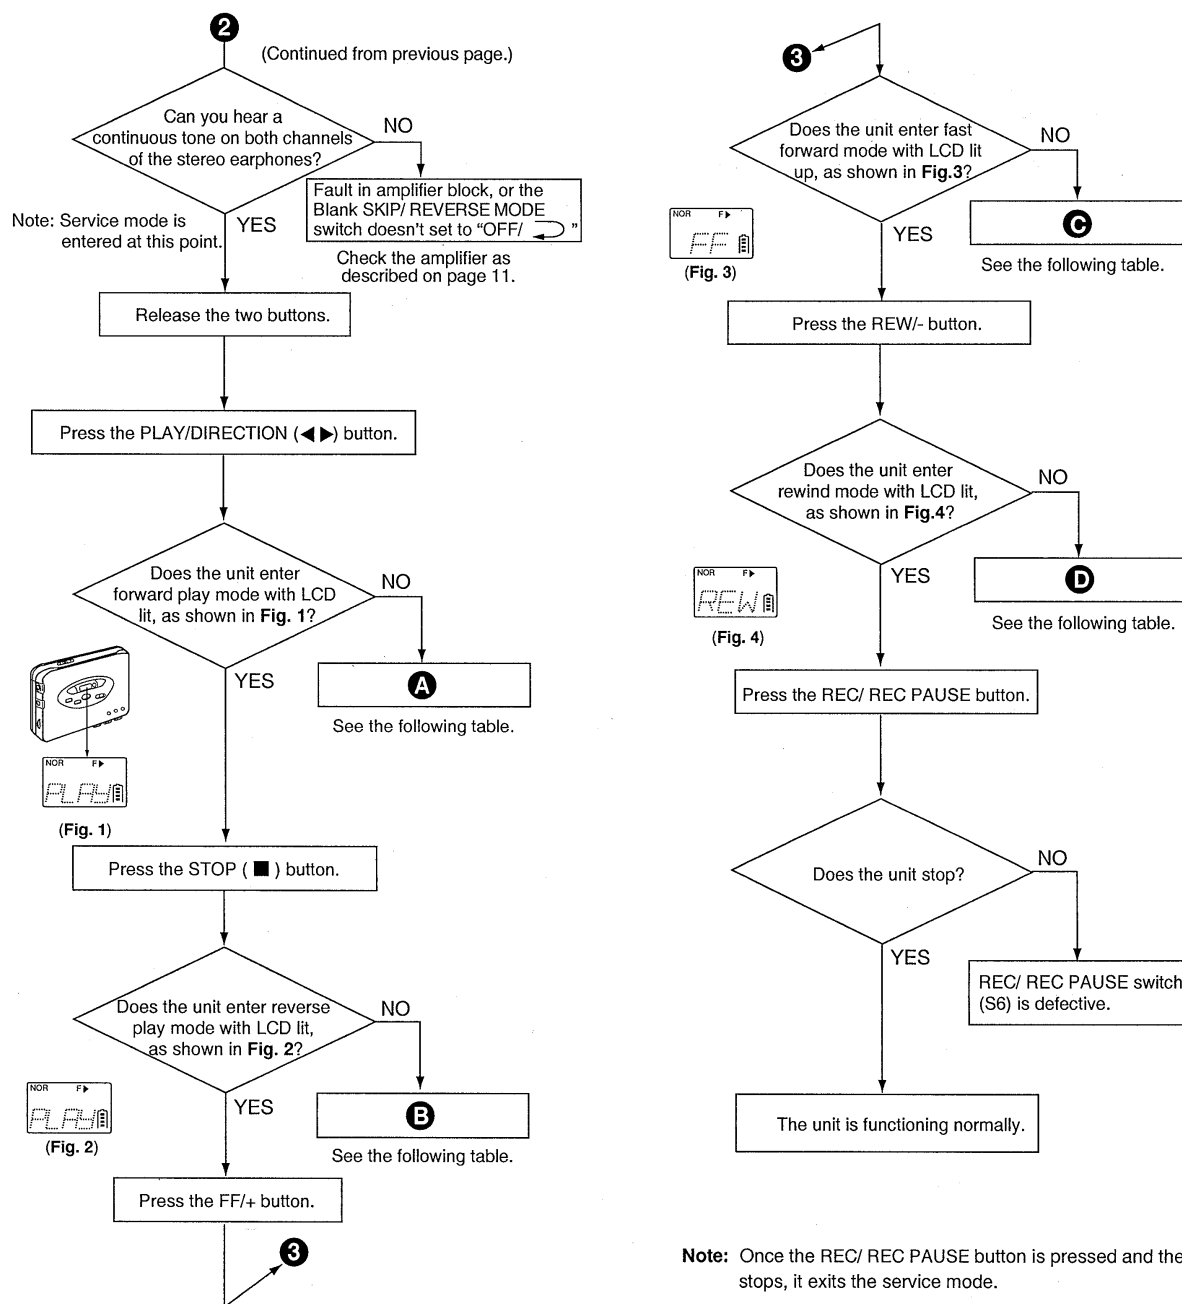 2
(Continued from previous page.)
Can you hear a
continuous tone on both channels
of the stereo earphones?
NO
Fault in amplifier block, or the
Blank SKIP/ REVERSE MODE
switch doesn't set to “OFF/ ”
Check the amplifier as
described on page 11.
Note: Service mode is
entered at this point.
YES
Release the two buttons.
Press the PLAY/DIRECTION (◀ ▶) button.
Does the unit enter
forward play mode with LCD
lit, as shown in Fig. 1?
NO
A
See the following table.
YES
NOR F▶
PLAY
(Fig. 1)
Press the STOP ( ■ ) button.
Does the unit enter reverse
play mode with LCD lit,
as shown in Fig. 2?
NO
B
See the following table.
YES
NOR F▶
PLAY
(Fig. 2)
Press the FF/+ button.
3
3
Does the unit enter fast
forward mode with LCD lit
up, as shown in Fig.3?
NO
C
See the following table.
YES
NOR F▶
FF
(Fig. 3)
Press the REW/- button.
Does the unit enter
rewind mode with LCD lit,
as shown in Fig.4?
NO
D
See the following table.
YES
NOR F▶
REW
(Fig. 4)
Press the REC/ REC PAUSE button.
Does the unit stop?
NO
REC/ REC PAUSE switch
(S6) is defective.
YES
The unit is functioning normally.
Note: Once the REC/ REC PAUSE button is pressed and the
stops, it exits the service mode.